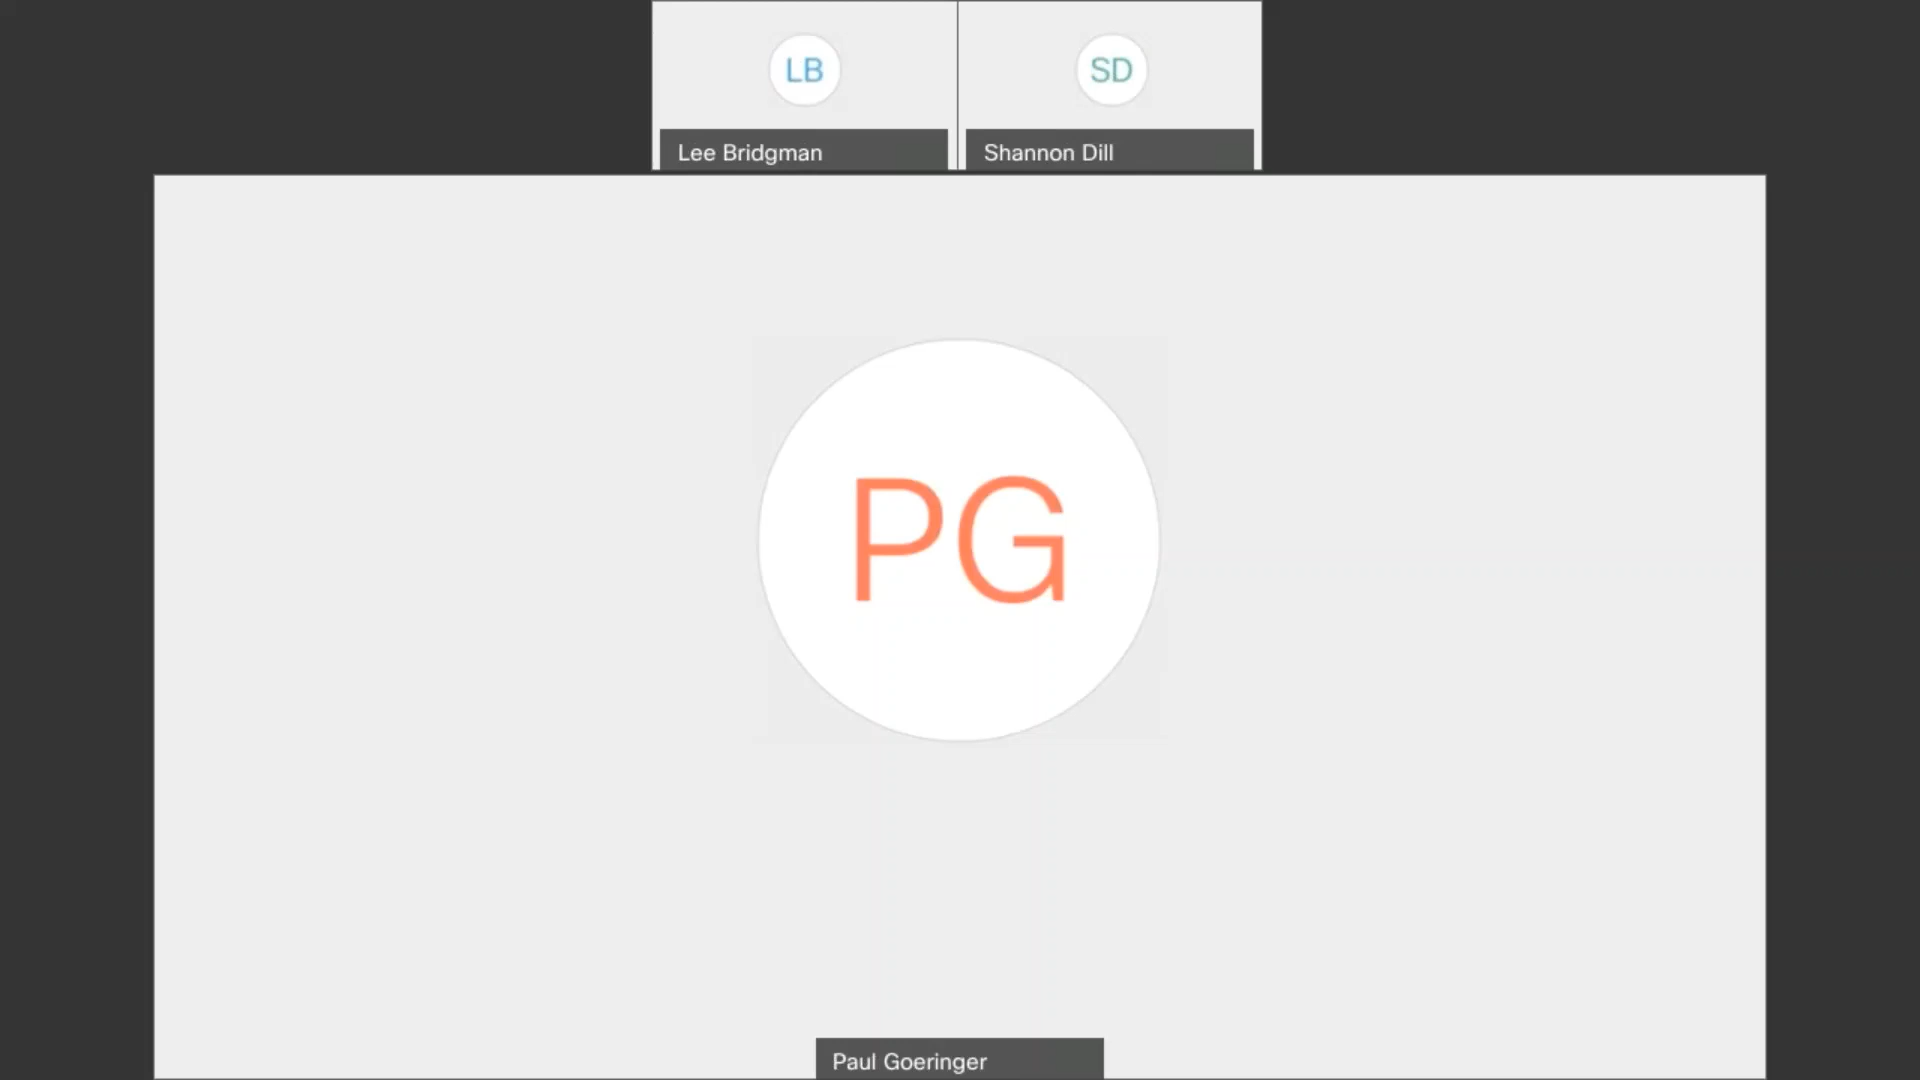 LB
SD
Lee Bridgman
Shannon Dill
PG
Paul Goeringer